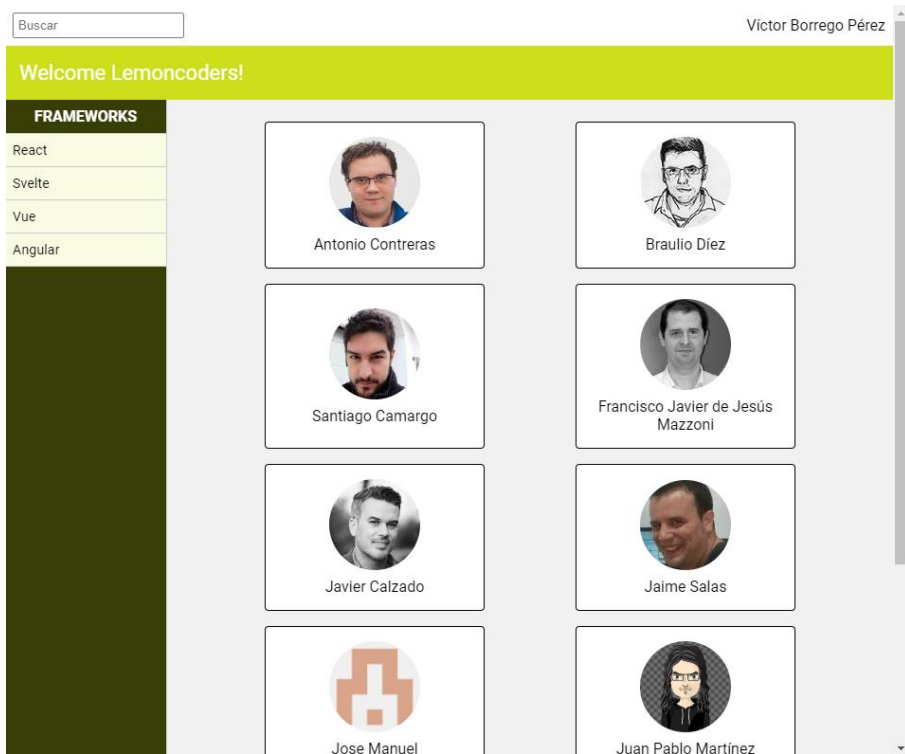 Buscar
Víctor Borrego Pérez
Welcome Lemoncoders!
FRAMEWORKS
React
Svelte
Vue
Angular
Antonio Contreras
Braulio Díez
Santiago Camargo
Francisco Javier de Jesús
Mazzoni
Javier Calzado
Jaime Salas
Jose Manuel
Juan Pablo Martínez